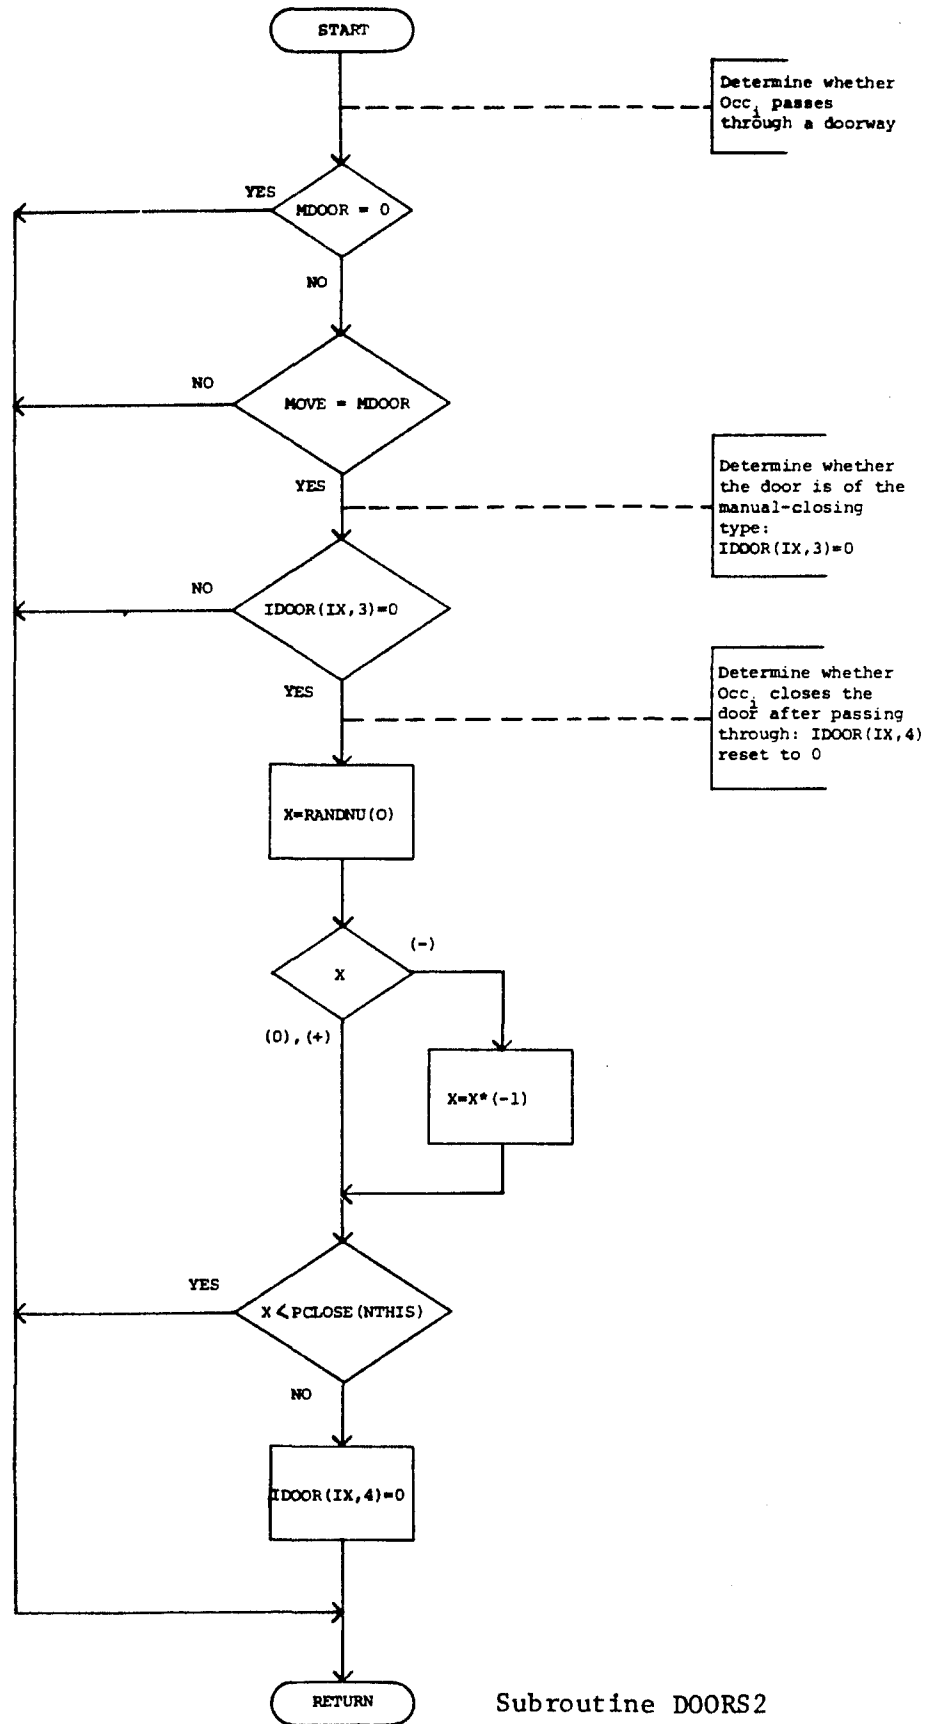 START
Determine whether
Occi passes
through a doorway
YES
MDOOR = 0
NO
NO
MOVE = MDOOR
YES
Determine whether
the door is of the
manual-closing
type:
IDOOR(IX,3)=0
NO
IDOOR(IX,3)=0
YES
Determine whether
Occi closes the
door after passing
through: IDOOR(IX,4)
reset to 0
X=RANDNU(0)
(-)
X
(0),(+)
X=X*(-1)
YES
X<PCLOSE(NTHIS)
NO
IDOOR(IX,4)=0
RETURN
Subroutine DOORS2